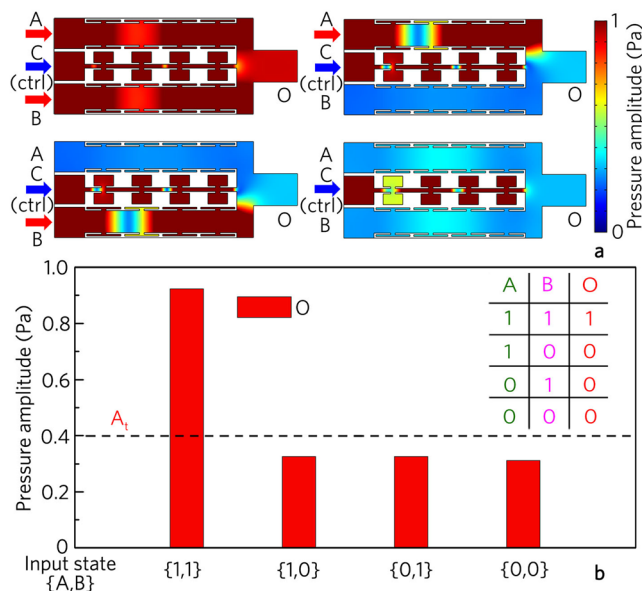 A
C
(ctrl)
B
O
A
C
(ctrl)
B
O
A
C
(ctrl)
B
O
A
C
(ctrl)
B
O
1
0
Pressure amplitude (Pa)
a
1.0
0.8
0.6
0.4
0.2
0
Pressure amplitude (Pa)
O
At
A B O
1 1 1
1 0 0
0 1 0
0 0 0
Input state {1,1} {1,0} {0,1} {0,0}
{A,B}
b